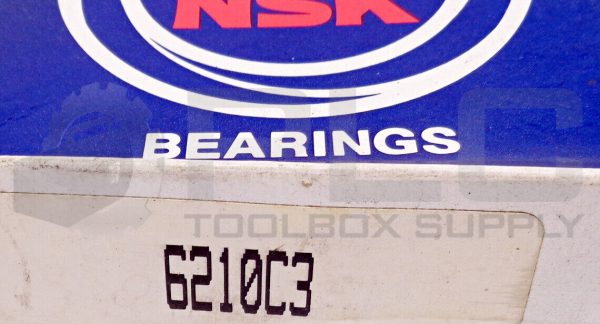 NSK
BEARINGS
PLC
TOOLBOX SUPPLY
6210C3